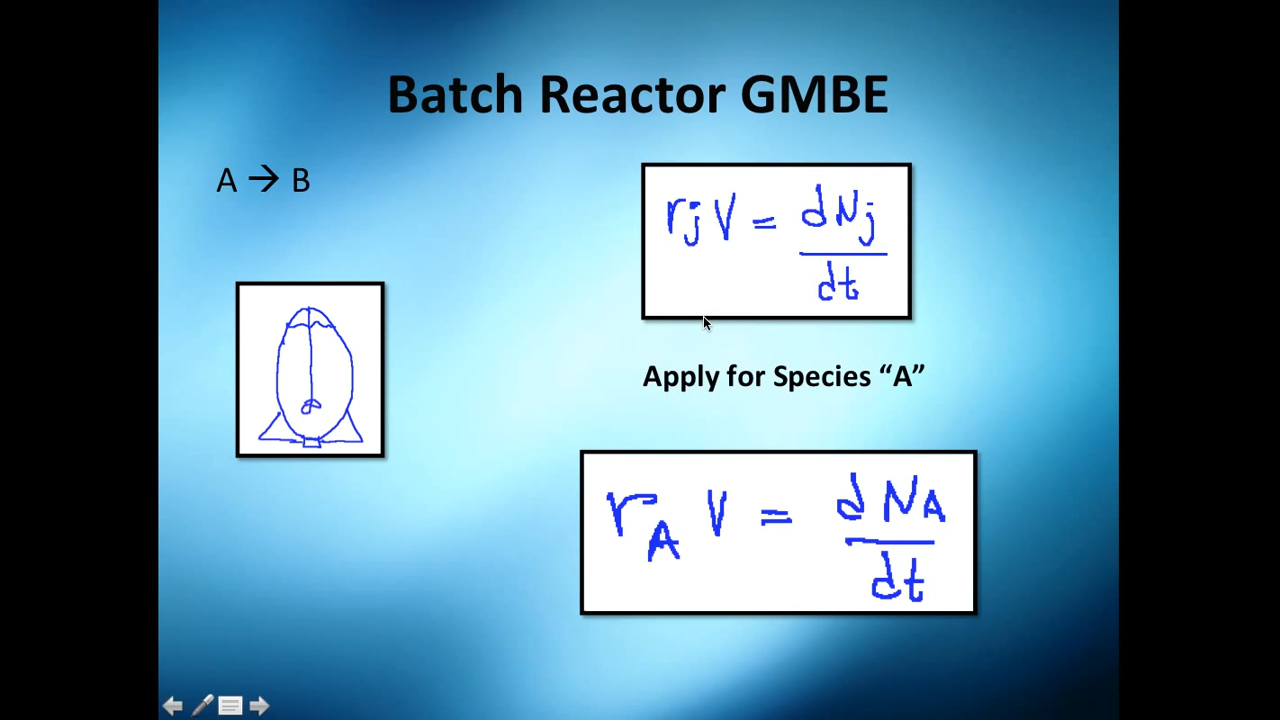 Batch Reactor GMBE
A → B
rj V = dNj
dt
Apply for Species “A”
rA V = dNA
dt